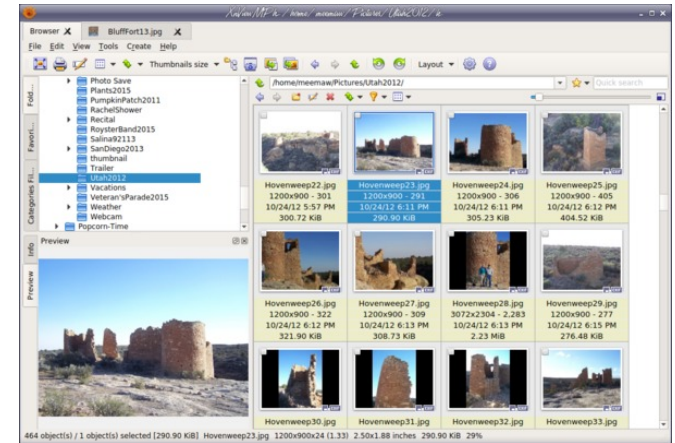 XnViewMP - /home/meemaw/Pictures/Utah2012/
Browser
BluffFort13.jpg
File Edit View Tools Create Help
Thumbnails size
Layout
Photo Save
Plants2015
PumpkinPatch2011
RachelShower
Recital
RoysterBand2015
Salina92113
SanDiego2013
thumbnail
Trailer
Utah2012
Vacations
Veteran'sParade2015
Weather
Webcam
Popcorn-Time
Fold...
Favori...
Categories Fil...
Info
Preview
Preview
/home/meemaw/Pictures/Utah2012/
Quick search
Hovenweep22.jpg
1200x900 - 301
10/24/12 5:57 PM
300.72 KiB
Hovenweep23.jpg
1200x900 - 291
10/24/12 6:11 PM
290.90 KiB
Hovenweep24.jpg
1200x900 - 306
10/24/12 6:11 PM
305.23 KiB
Hovenweep25.jpg
1200x900 - 405
10/24/12 6:12 PM
404.52 KiB
Hovenweep26.jpg
1200x900 - 322
10/24/12 6:12 PM
321.90 KiB
Hovenweep27.jpg
1200x900 - 309
10/24/12 6:13 PM
308.73 KiB
Hovenweep28.jpg
3072x2304 - 2,283
10/24/12 6:13 PM
2.23 MiB
Hovenweep29.jpg
1200x900 - 277
10/24/12 6:15 PM
276.48 KiB
Hovenweep30.jpg
Hovenweep31.jpg
Hovenweep32.jpg
Hovenweep33.jpg
464 object(s) / 1 object(s) selected [290.90 KiB] Hovenweep23.jpg 1200x900x24 (1.33) 2.50x1.88 inches 290.90 KiB 29%